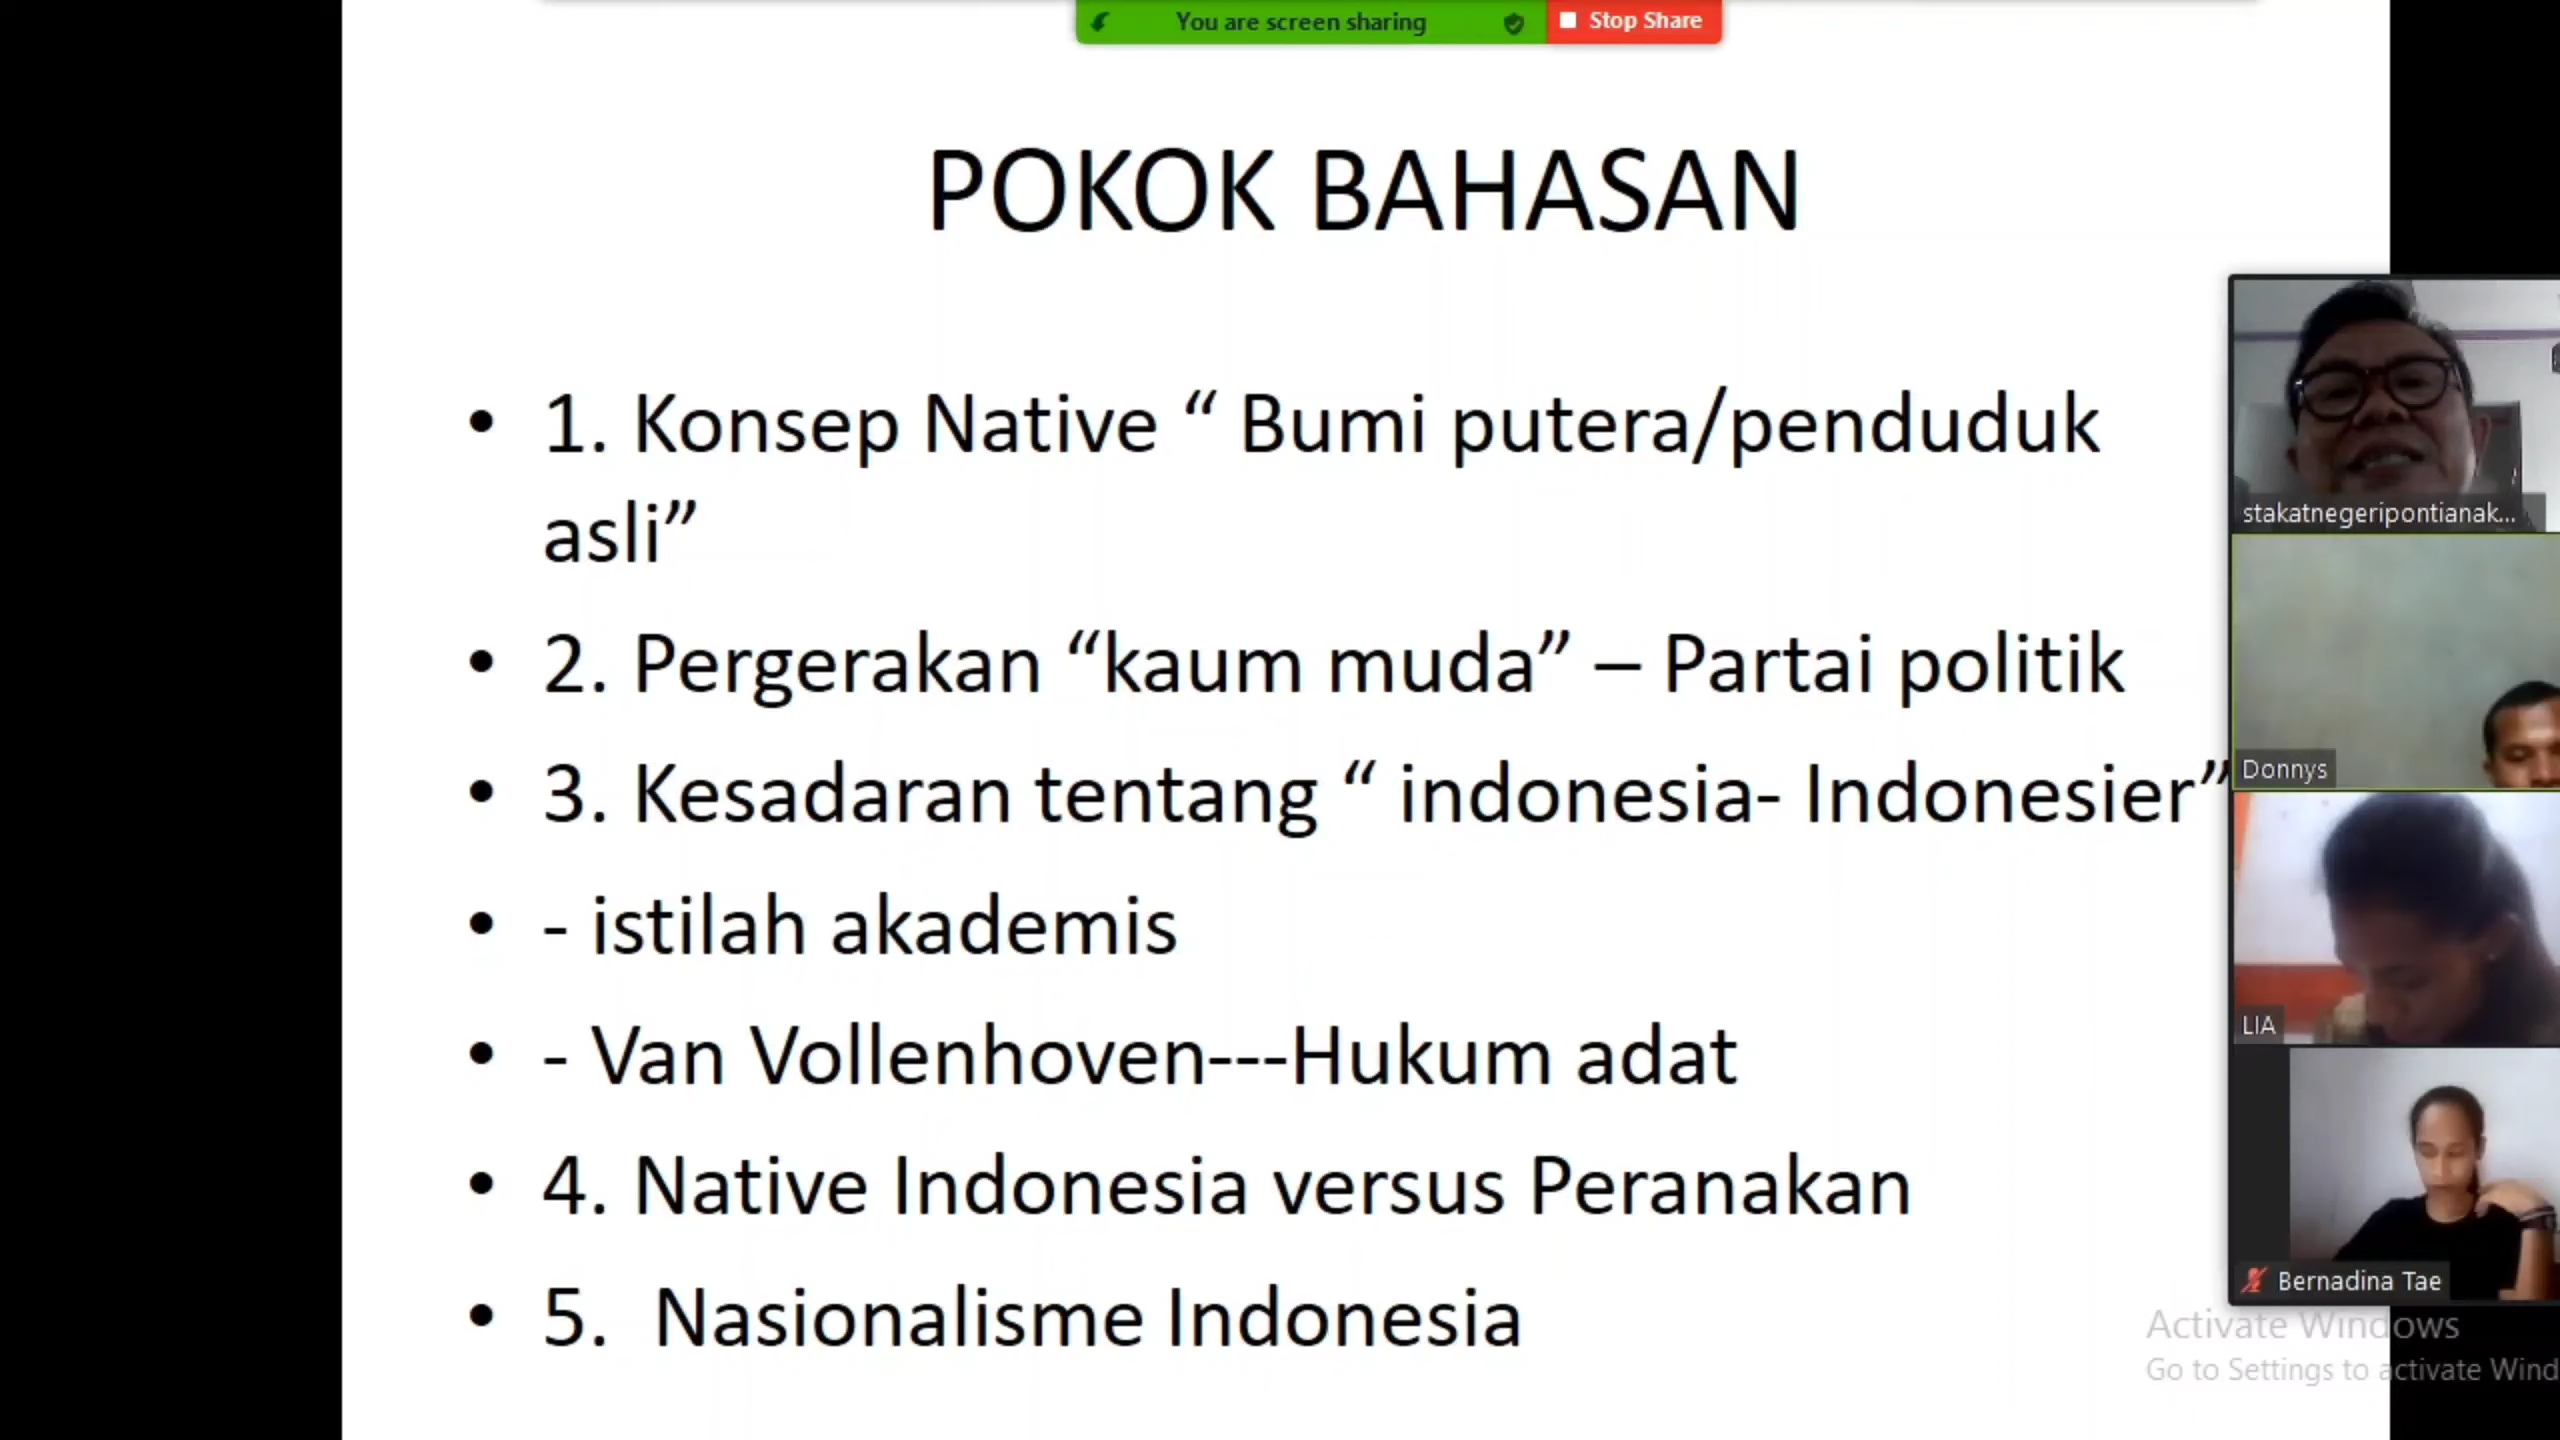 You are screen sharing
Stop Share
POKOK BAHASAN
• 1. Konsep Native “ Bumi putera/penduduk
asli”
• 2. Pergerakan “kaum muda” – Partai politik
• 3. Kesadaran tentang “ indonesia- Indonesier”
• - istilah akademis
• - Van Vollenhoven---Hukum adat
• 4. Native Indonesia versus Peranakan
• 5. Nasionalisme Indonesia
stakatnegeripontianak...
Donnys
LIA
Bernadina Tae
Activate Windows
Go to Settings to activate Wind